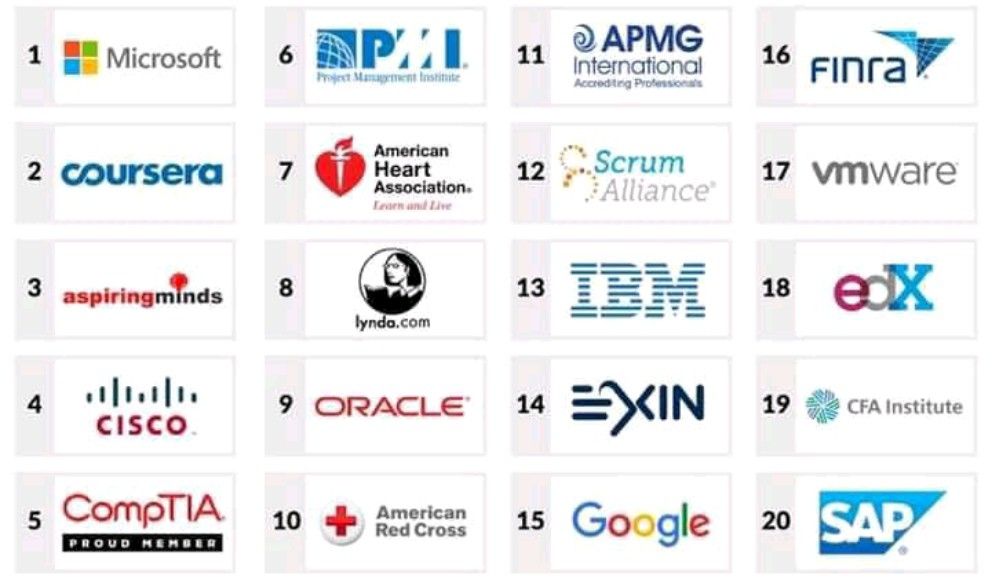 1 Microsoft
2 coursera
3 aspiringminds
4 CISCO
5 CompTIA
PROUD MEMBER
6 PMI
Project Management Institute
7 American
Heart
Association®
Learn and Live
8 lynda.com
9 ORACLE®
10 American
Red Cross
11 APMG
International
Accrediting Professionals
12 Scrum
Alliance®
13 IBM
14 EXIN
15 Google
16 FINRA
17 vmware
18 edX
19 CFA Institute
20 SAP®